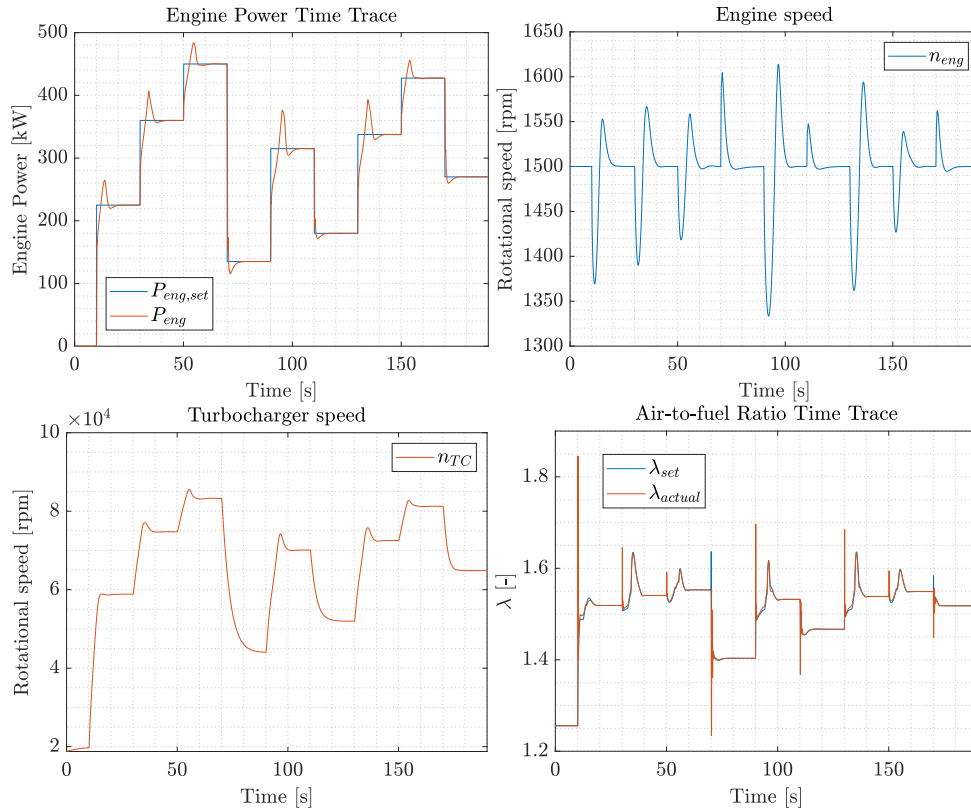 Engine Power Time Trace
500
400
300
200
100
0
Engine Power [kW]
P_eng,set
P_eng
0 50 100 150
Time [s]
Engine speed
1650
1600
1550
1500
1450
1400
1350
1300
Rotational speed [rpm]
n_eng
0 50 100 150
Time [s]
Turbocharger speed
×10^4
10
8
6
4
2
Rotational speed [rpm]
n_TC
0 50 100 150
Time [s]
Air-to-fuel Ratio Time Trace
1.8
1.6
1.4
1.2
λ [-]
λ_set
λ_actual
0 50 100 150
Time [s]